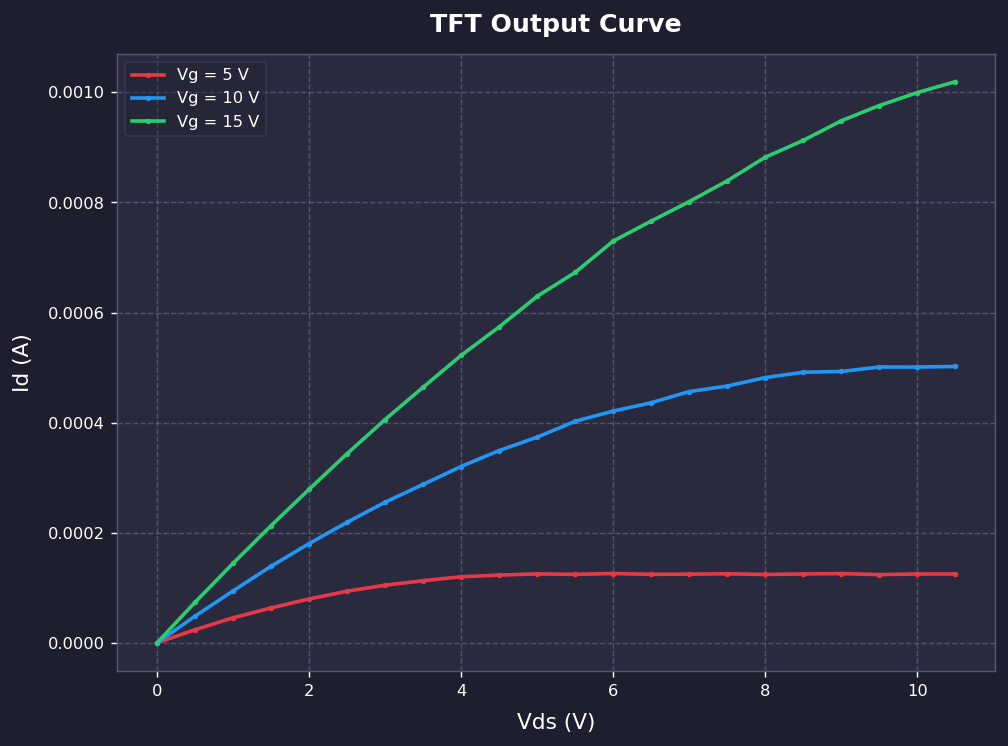 TFT Output Curve
Vg = 5 V
Vg = 10 V
Vg = 15 V
Id (A)
0.0010
0.0008
0.0006
0.0004
0.0002
0.0000
0 2 4 6 8 10
Vds (V)